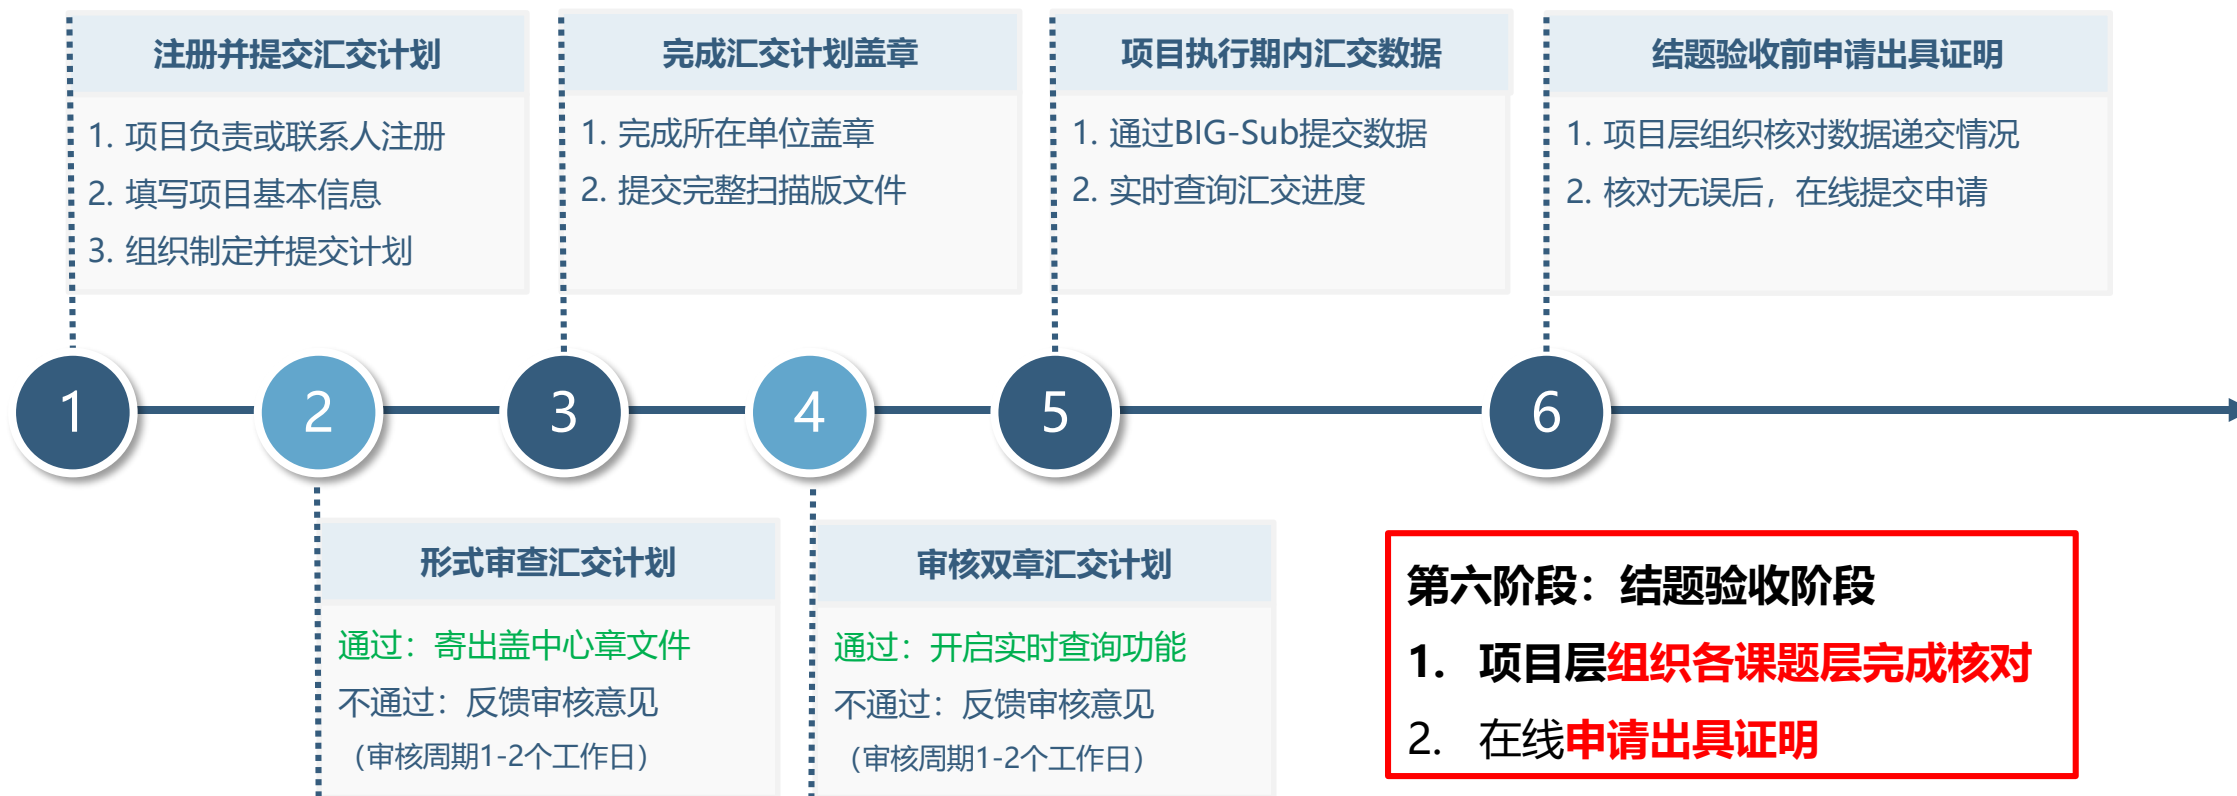 注册并提交汇交计划
1. 项目负责或联系人注册
2. 填写项目基本信息
3. 组织制定并提交计划
完成汇交计划盖章
1. 完成所在单位盖章
2. 提交完整扫描版文件
项目执行期内汇交数据
1. 通过BIG-Sub提交数据
2. 实时查询汇交进度
结题验收前申请出具证明
1. 项目层组织核对数据递交情况
2. 核对无误后，在线提交申请
1
2
3
4
5
6
形式审查汇交计划
通过：寄出盖中心章文件
不通过：反馈审核意见
（审核周期1-2个工作日）
审核双章汇交计划
通过：开启实时查询功能
不通过：反馈审核意见
（审核周期1-2个工作日）
第六阶段：结题验收阶段
1. 项目层组织各课题层完成核对
2. 在线申请出具证明